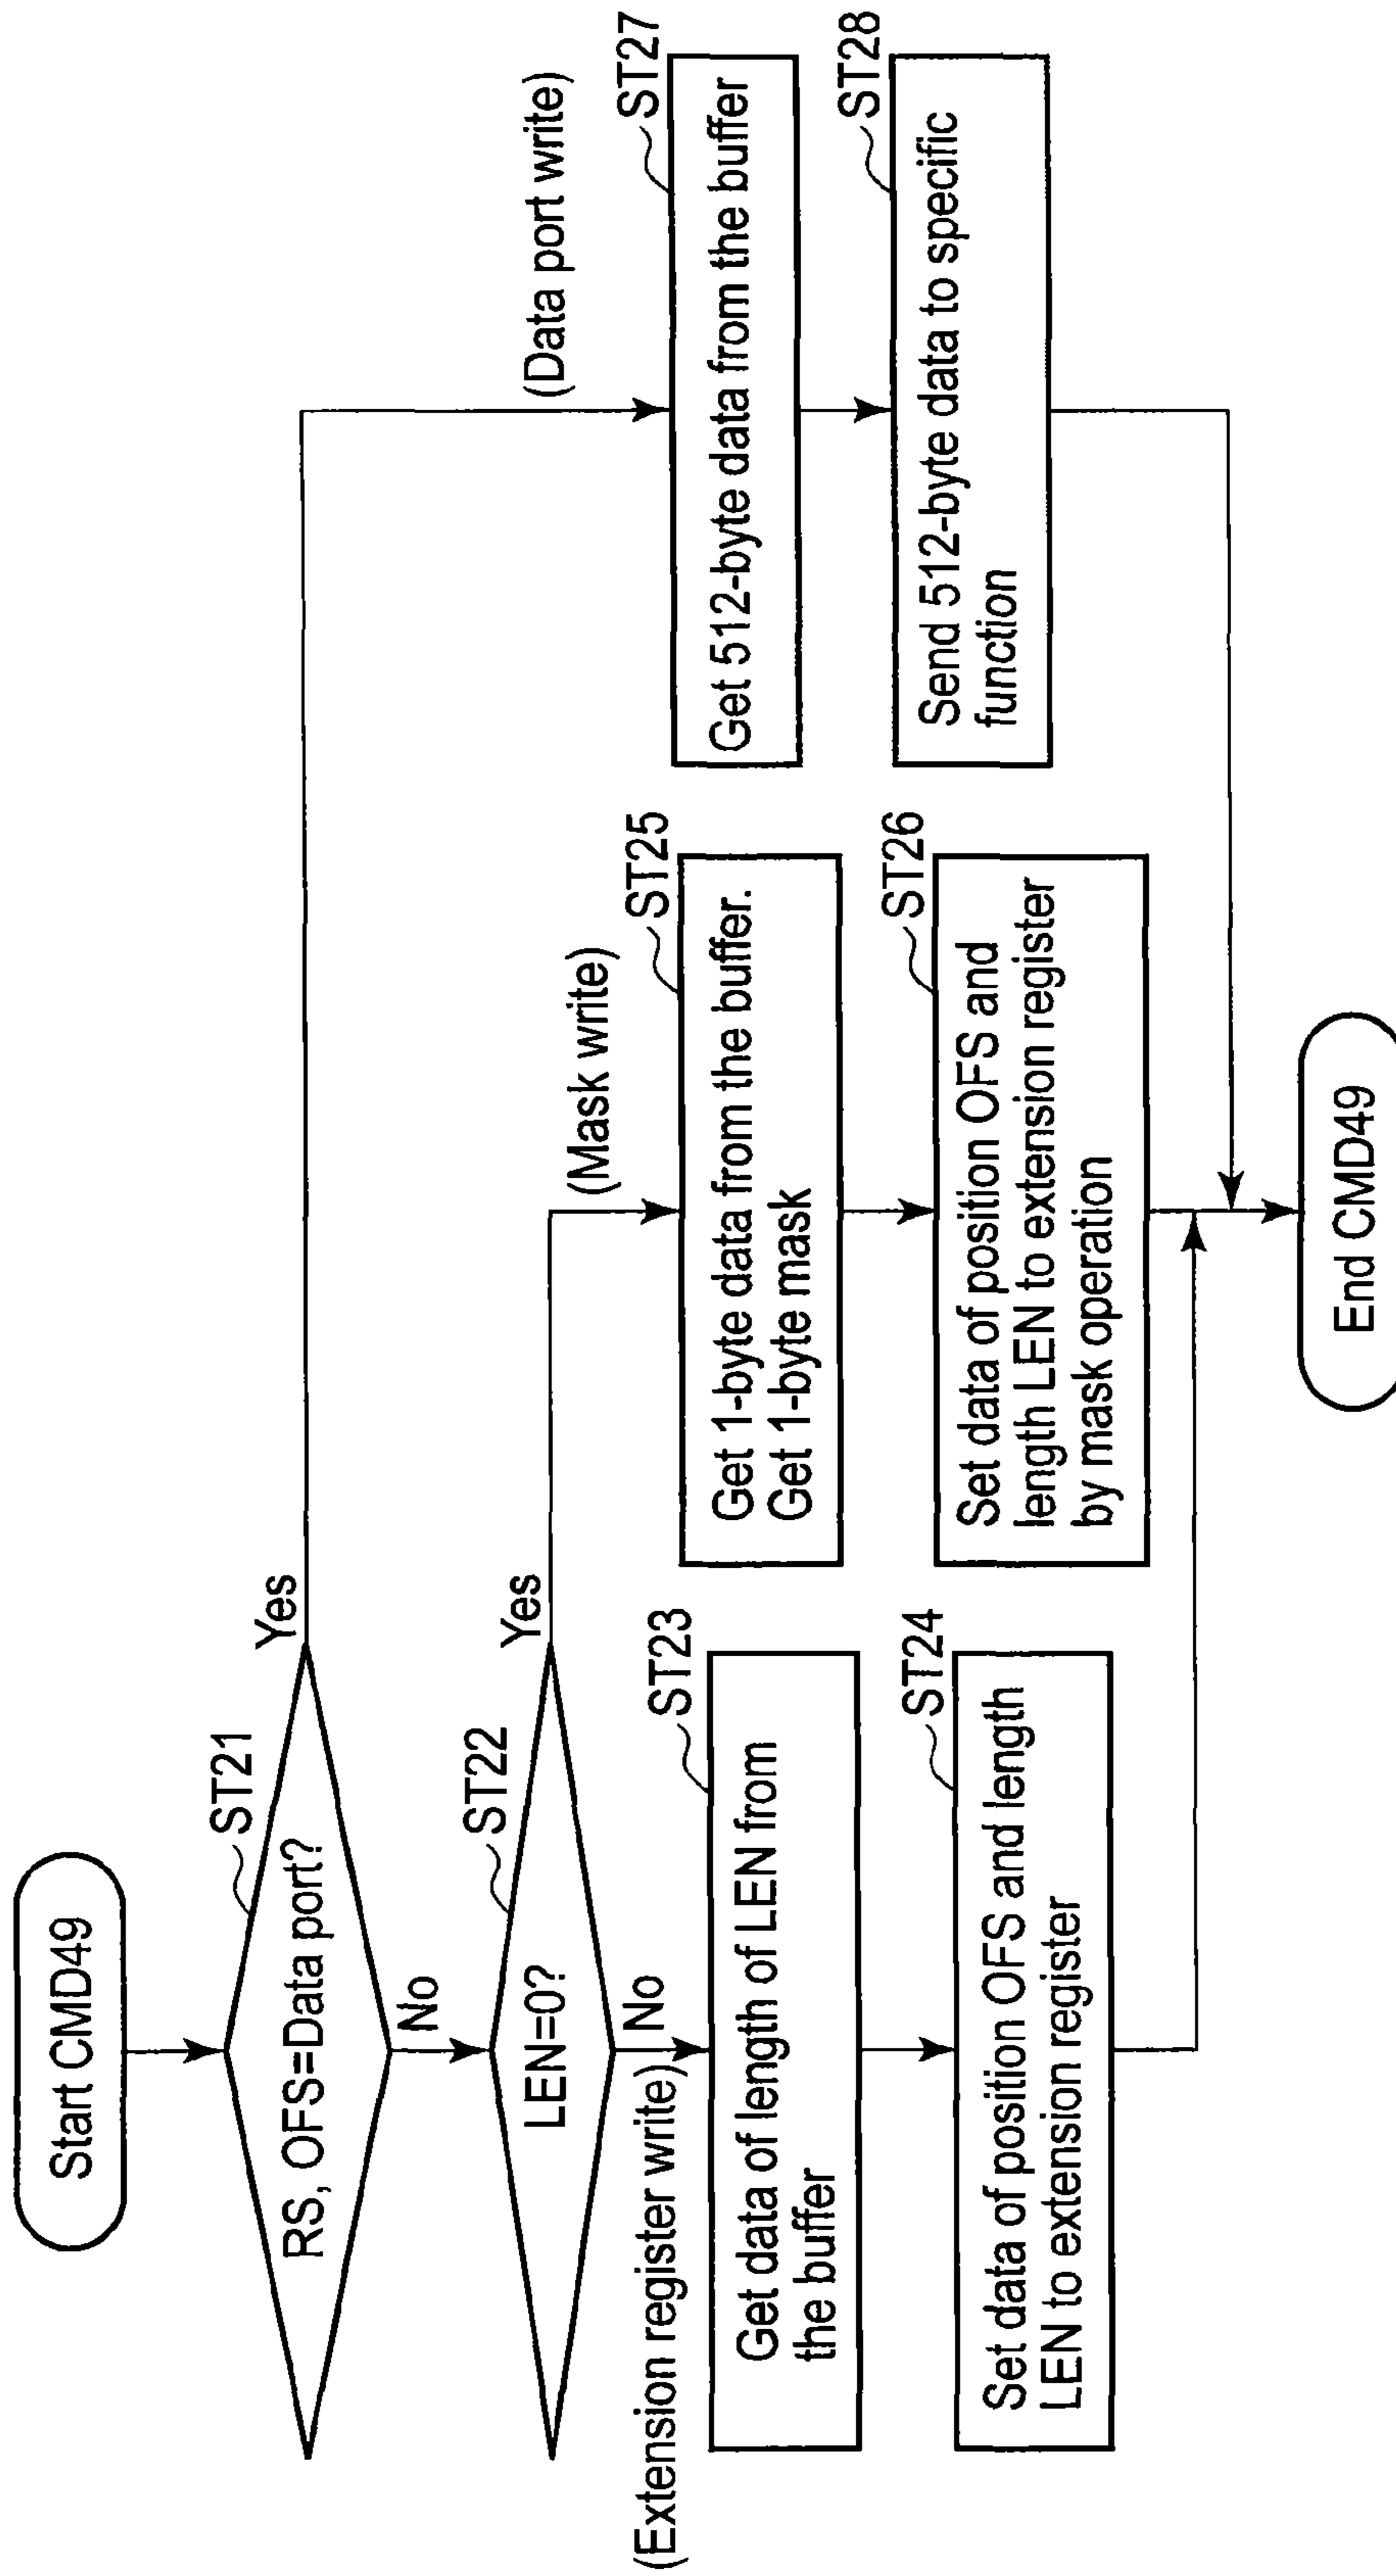 Start CMD49
ST21
RS, OFS=Data port?
Yes
No
ST22
LEN=0?
Yes
No
(Extension register write)
(Mask write)
(Data port write)
ST23
Get data of length of LEN from
the buffer
ST24
Set data of position OFS and length
LEN to extension register
ST25
Get 1-byte data from the buffer.
Get 1-byte mask
ST26
Set data of position OFS and
length LEN to extension register
by mask operation
ST27
Get 512-byte data from the buffer
ST28
Send 512-byte data to specific
function
End CMD49